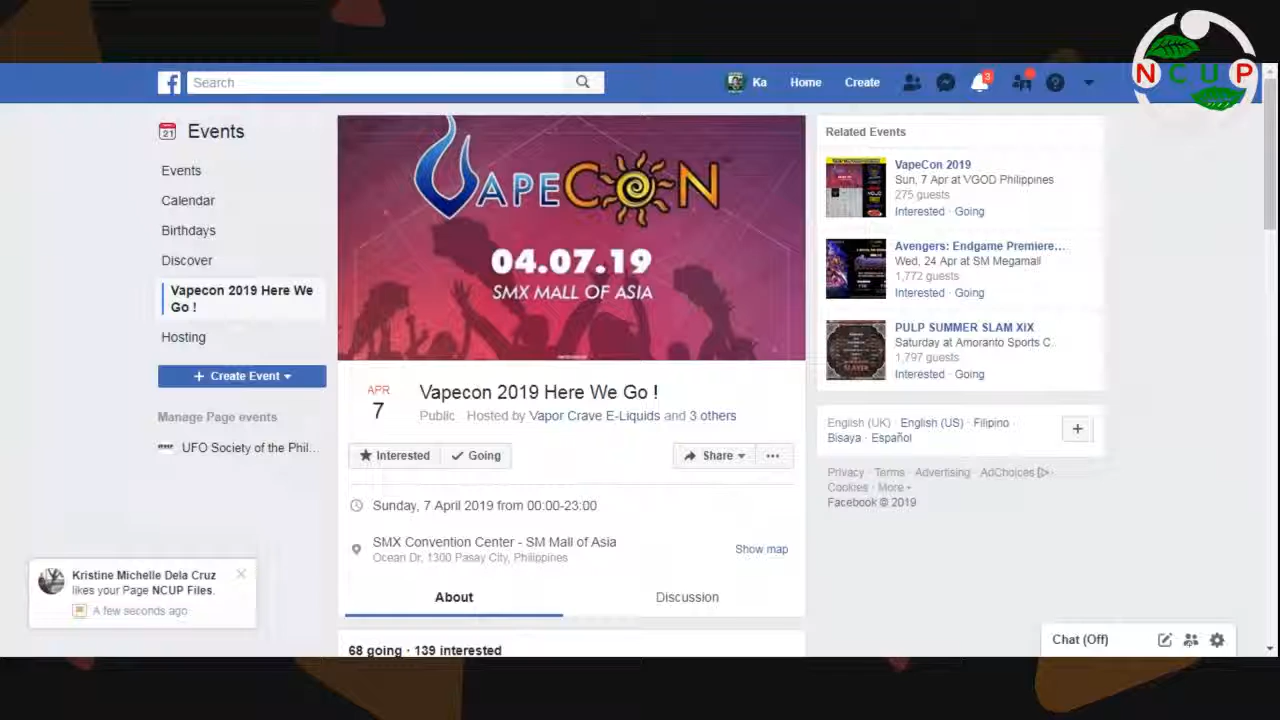 NCUP
Search
Ka
Home
Create
3
21
Events
Events
Calendar
Birthdays
Discover
Vapecon 2019 Here We
Go !
Hosting
+ Create Event
Manage Page events
UFO Society of the Phil...
VAPECON
04.07.19
SMX MALL OF ASIA
APR
7
Vapecon 2019 Here We Go !
Public · Hosted by Vapor Crave E-Liquids and 3 others
Interested
Going
Share
...
Sunday, 7 April 2019 from 00:00-23:00
SMX Convention Center - SM Mall of Asia
Ocean Dr, 1300 Pasay City, Philippines
Show map
About
Discussion
68 going · 139 interested
Related Events
VapeCon 2019
Sun, 7 Apr at VGOD Philippines
275 guests
Interested · Going
Avengers: Endgame Premiere...
Wed, 24 Apr at SM Megamall
1,772 guests
Interested · Going
PULP SUMMER SLAM XIX
Saturday at Amoranto Sports C..
1,797 guests
Interested · Going
English (UK) · English (US) · Filipino ·
Bisaya · Español
+
Privacy · Terms · Advertising · AdChoices
Cookies · More
Facebook © 2019
Kristine Michelle Dela Cruz
likes your Page NCUP Files.
A few seconds ago
Chat (Off)